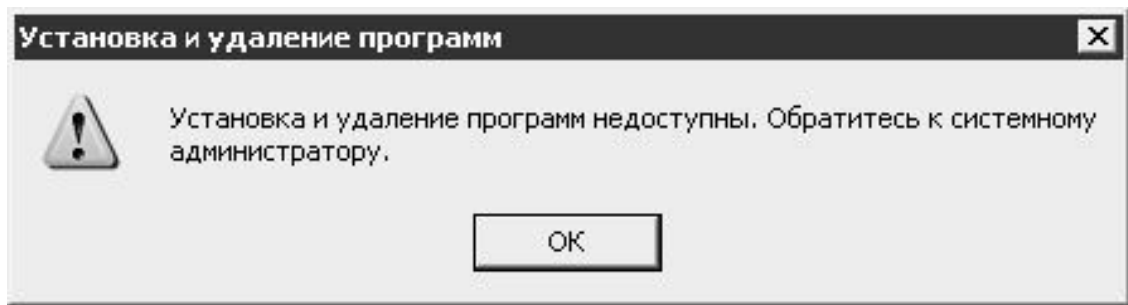 Установка и удаление программ
Установка и удаление программ недоступны. Обратитесь к системному
администратору.
ОК